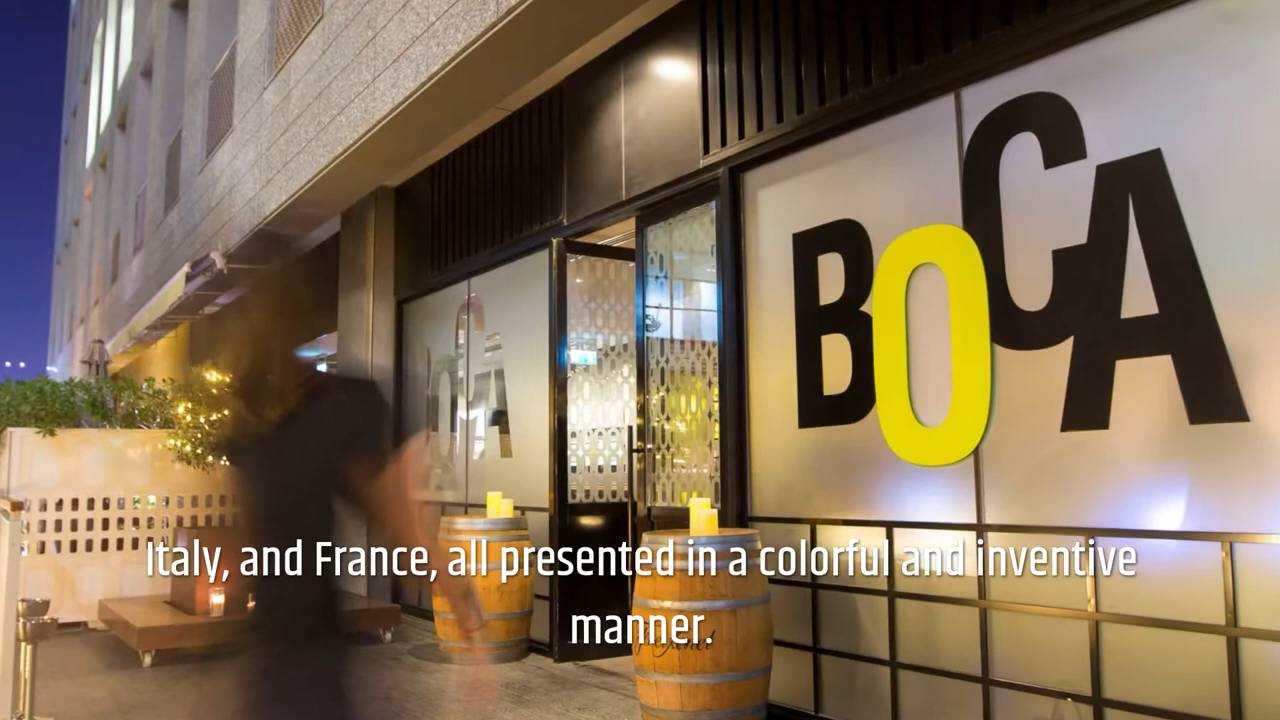 BOCA
Italy, and France, all presented in a colorful and inventive
manner.